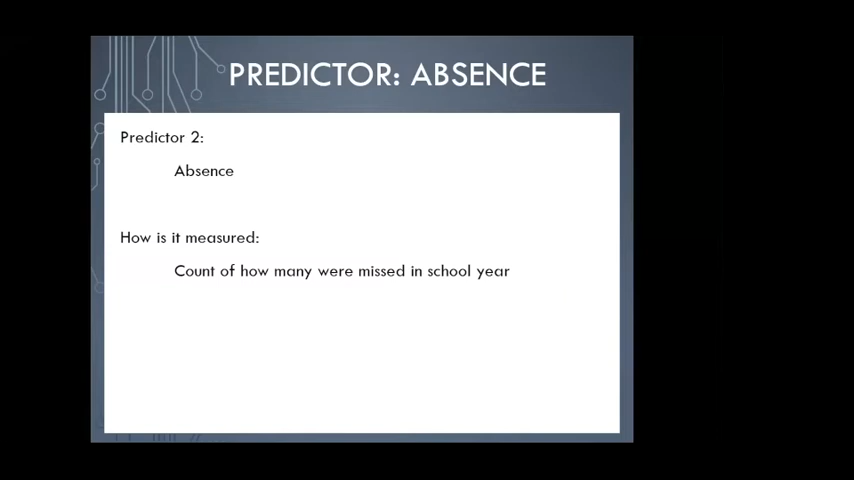 PREDICTOR: ABSENCE
Predictor 2:
Absence
How is it measured:
Count of how many were missed in school year